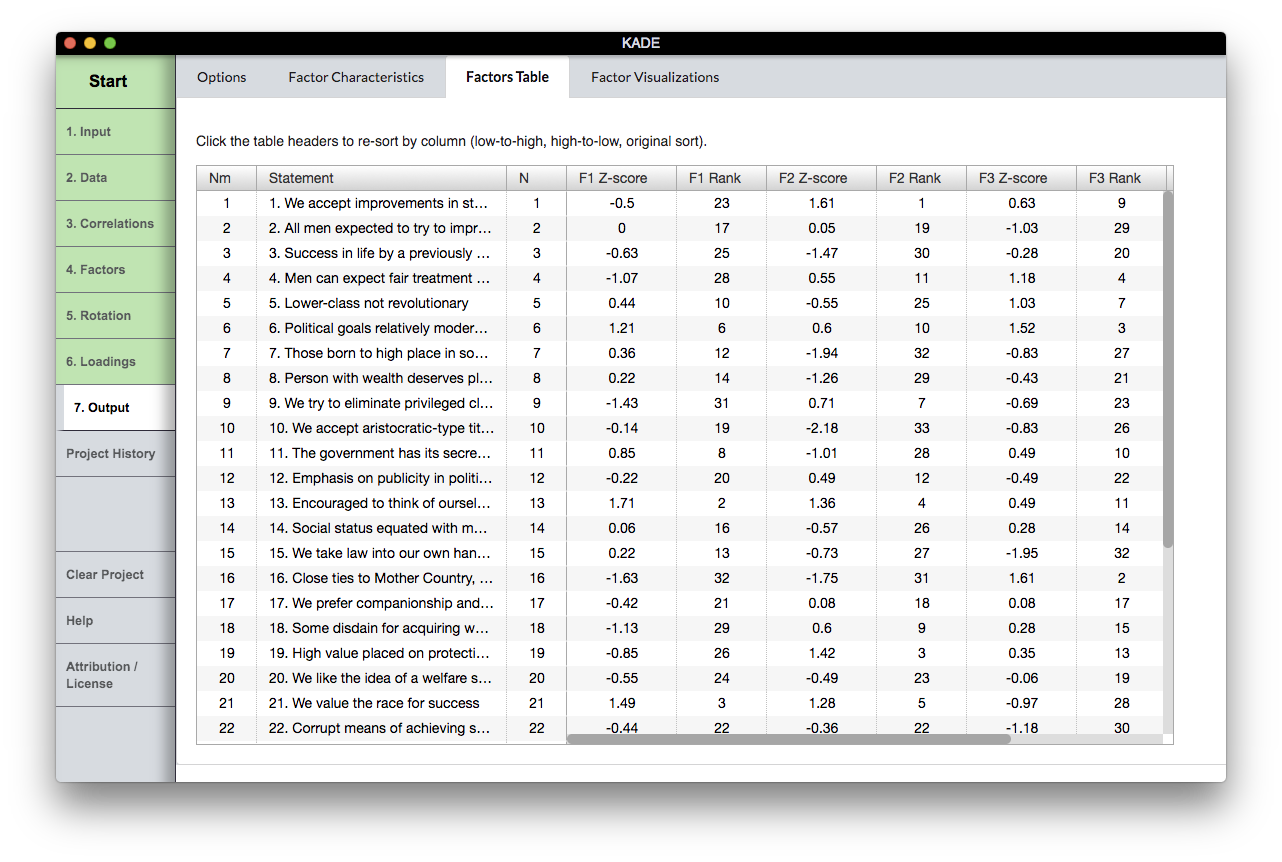 KADE
Start
1. Input
2. Data
3. Correlations
4. Factors
5. Rotation
6. Loadings
7. Output
Project History
Clear Project
Help
Attribution /
License
Options Factor Characteristics Factors Table Factor Visualizations
Click the table headers to re-sort by column (low-to-high, high-to-low, original sort).
Nm Statement N F1 Z-score F1 Rank F2 Z-score F2 Rank F3 Z-score F3 Rank
1 1. We accept improvements in st... 1 -0.5 23 1.61 1 0.63 9
2 2. All men expected to try to impr... 2 0 17 0.05 19 -1.03 29
3 3. Success in life by a previously ... 3 -0.63 25 -1.47 30 -0.28 20
4 4. Men can expect fair treatment ... 4 -1.07 28 0.55 11 1.18 4
5 5. Lower-class not revolutionary 5 0.44 10 -0.55 25 1.03 7
6 6. Political goals relatively moder... 6 1.21 6 0.6 10 1.52 3
7 7. Those born to high place in so... 7 0.36 12 -1.94 32 -0.83 27
8 8. Person with wealth deserves pl... 8 0.22 14 -1.26 29 -0.43 21
9 9. We try to eliminate privileged cl... 9 -1.43 31 0.71 7 -0.69 23
10 10. We accept aristocratic-type tit... 10 -0.14 19 -2.18 33 -0.83 26
11 11. The government has its secre... 11 0.85 8 -1.01 28 0.49 10
12 12. Emphasis on publicity in politi... 12 -0.22 20 0.49 12 -0.49 22
13 13. Encouraged to think of oursel... 13 1.71 2 1.36 4 0.49 11
14 14. Social status equated with m... 14 0.06 16 -0.57 26 0.28 14
15 15. We take law into our own han... 15 0.22 13 -0.73 27 -1.95 32
16 16. Close ties to Mother Country, ... 16 -1.63 32 -1.75 31 1.61 2
17 17. We prefer companionship and... 17 -0.42 21 0.08 18 0.08 17
18 18. Some disdain for acquiring w... 18 -1.13 29 0.6 9 0.28 15
19 19. High value placed on protecti... 19 -0.85 26 1.42 3 0.35 13
20 20. We like the idea of a welfare s... 20 -0.55 24 -0.49 23 -0.06 19
21 21. We value the race for success 21 1.49 3 1.28 5 -0.97 28
22 22. Corrupt means of achieving s... 22 -0.44 22 -0.36 22 -1.18 30